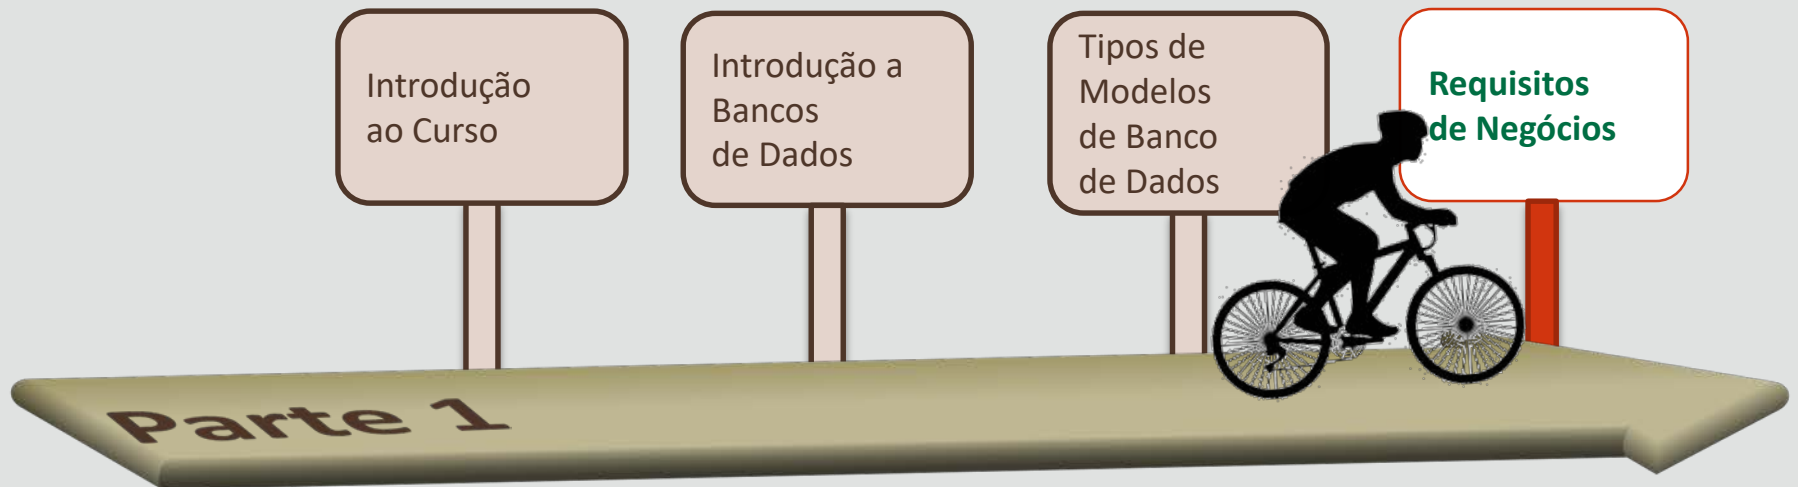 Introdução
ao Curso
Introdução a
Bancos
de Dados
Tipos de
Modelos
de Banco
de Dados
Requisitos
de Negócios
Parte 1